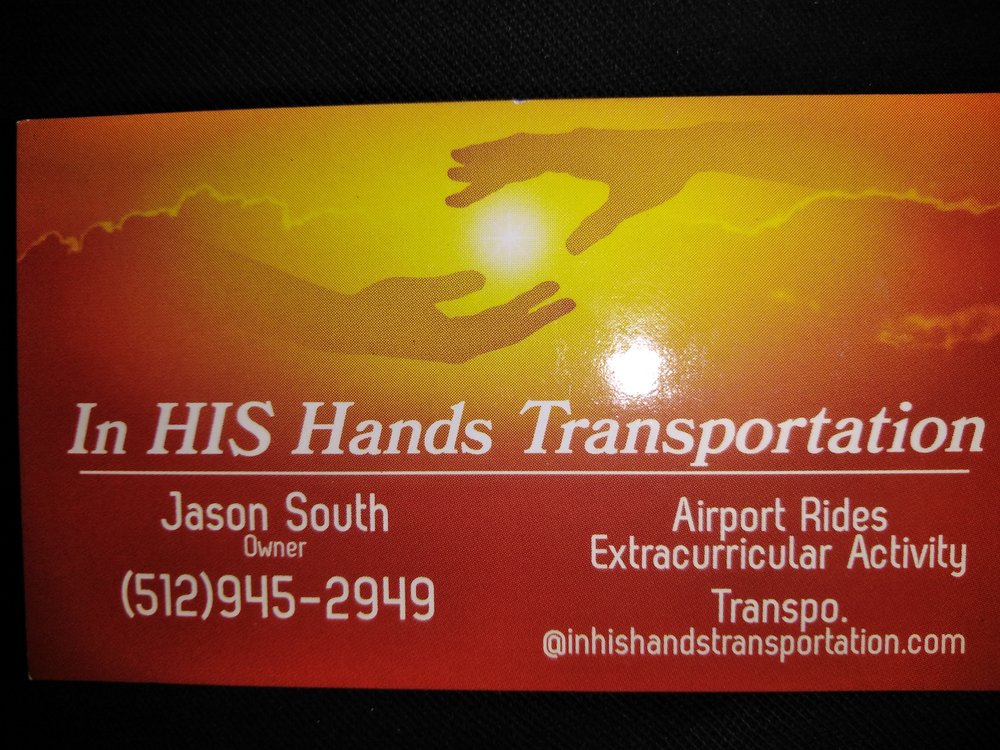 In HIS Hands Transportation
Jason South
Owner
(512)945-2949
Airport Rides
Extracurricular Activity
Transpo.
@inhishandstransportation.com